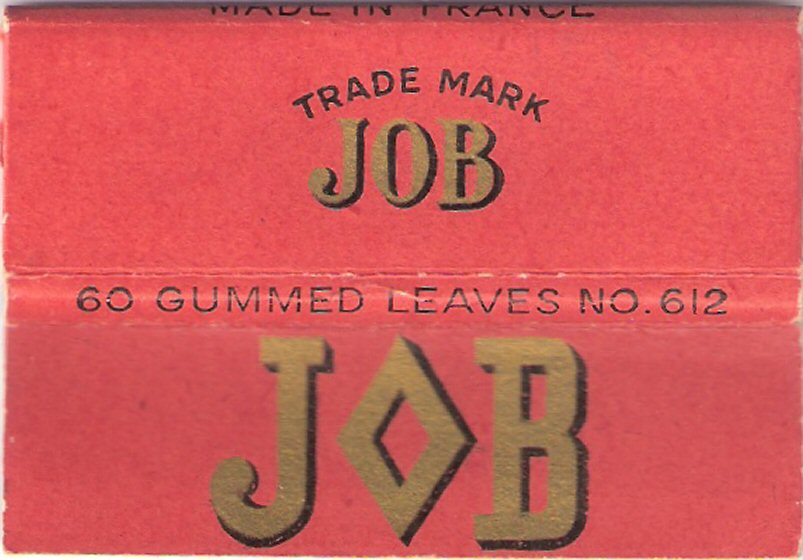 MADE IN FRANCE
TRADE MARK
JOB
60 GUMMED LEAVES NO.612
JOB